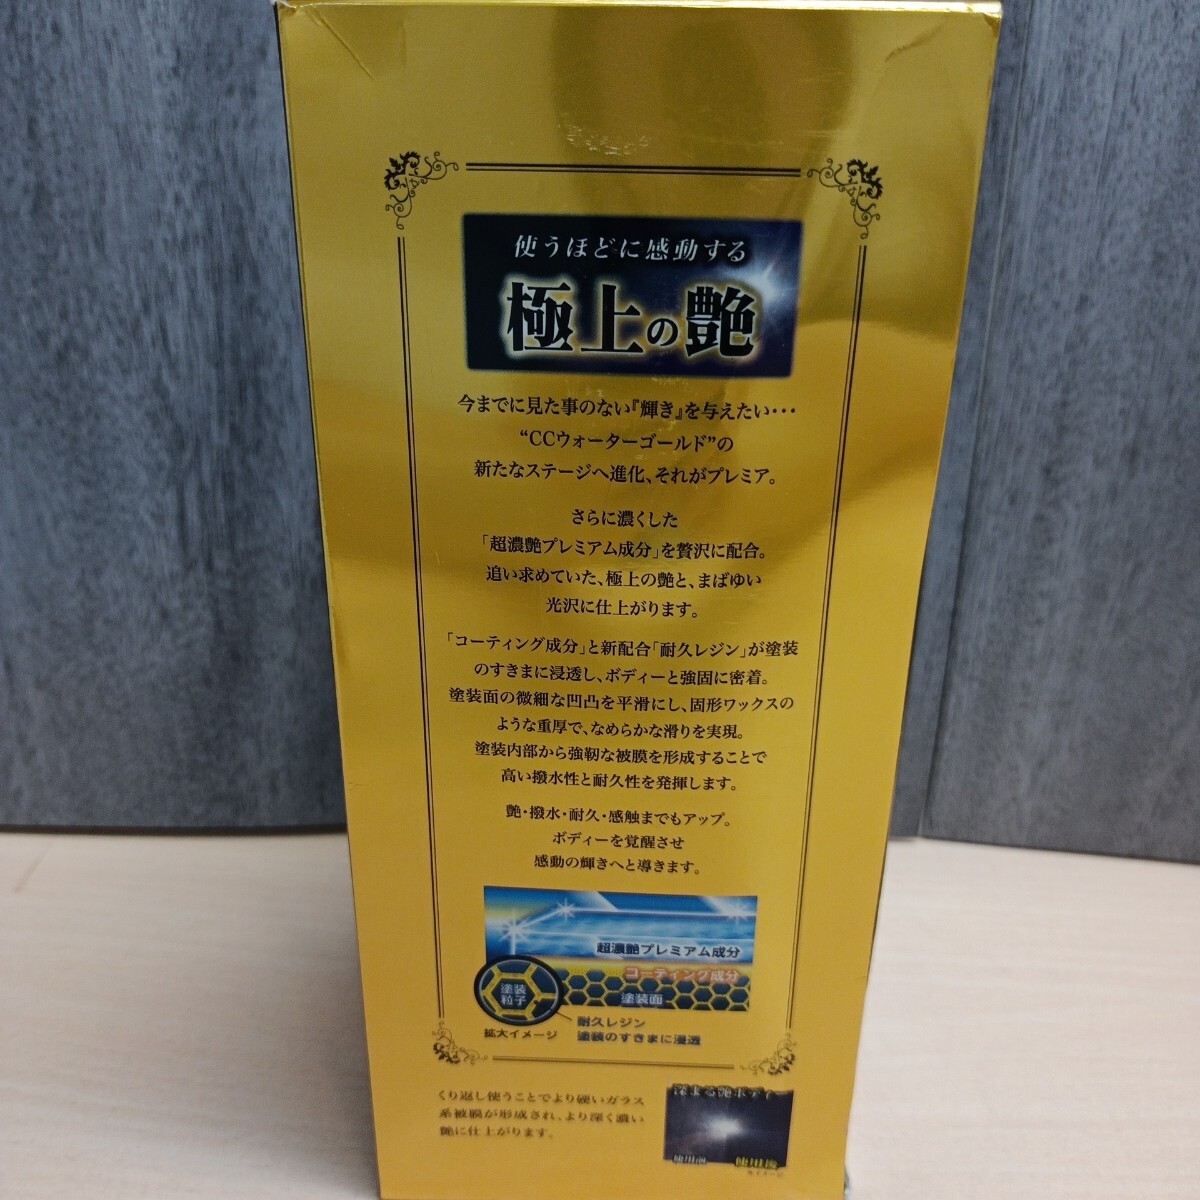 使うほどに感動する
極上の艶
今までに見た事のない『輝き』を与えたい・・・
“CCウォーターゴールド”の
新たなステージへ進化、それがプレミア。
さらに濃くした
「超濃艶プレミアム成分」を贅沢に配合。
追い求めていた、極上の艶と、まばゆい
光沢に仕上がります。
「コーティング成分」と新配合「耐久レジン」が塗装
のすきまに浸透し、ボディーと強固に密着。
塗装面の微細な凹凸を平滑にし、固形ワックスの
ような重厚で、なめらかな滑りを実現。
塗装内部から強靭な被膜を形成することで
高い撥水性と耐久性を発揮します。
艶・撥水・耐久・感触までもアップ。
ボディーを覚醒させ
感動の輝きへと導きます。
超濃艶プレミアム成分
コーティング成分
塗装面
塗装
粒子
耐久レジン
塗装のすきまに浸透
拡大イメージ
くり返し使うことでより硬いガラス
系被膜が形成され、より深く濃い
艶に仕上がります。
深まる艶ボディー
使用前
使用後